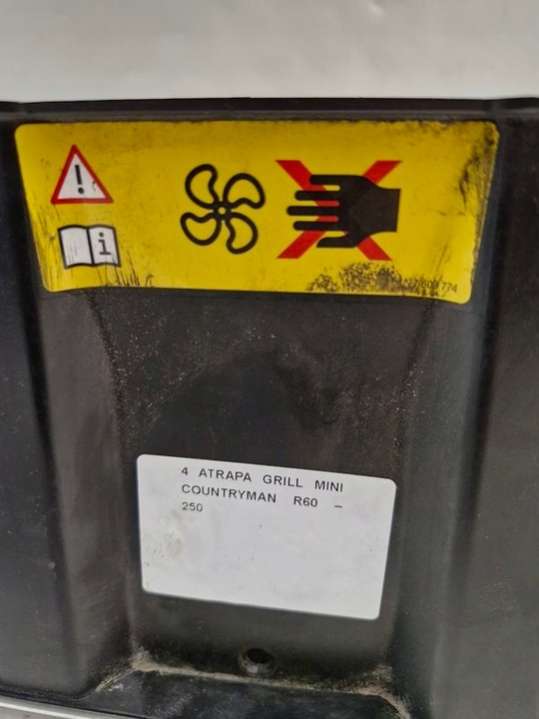 4 ATRAPA GRILL MINI
COUNTRYMAN R60 –
250